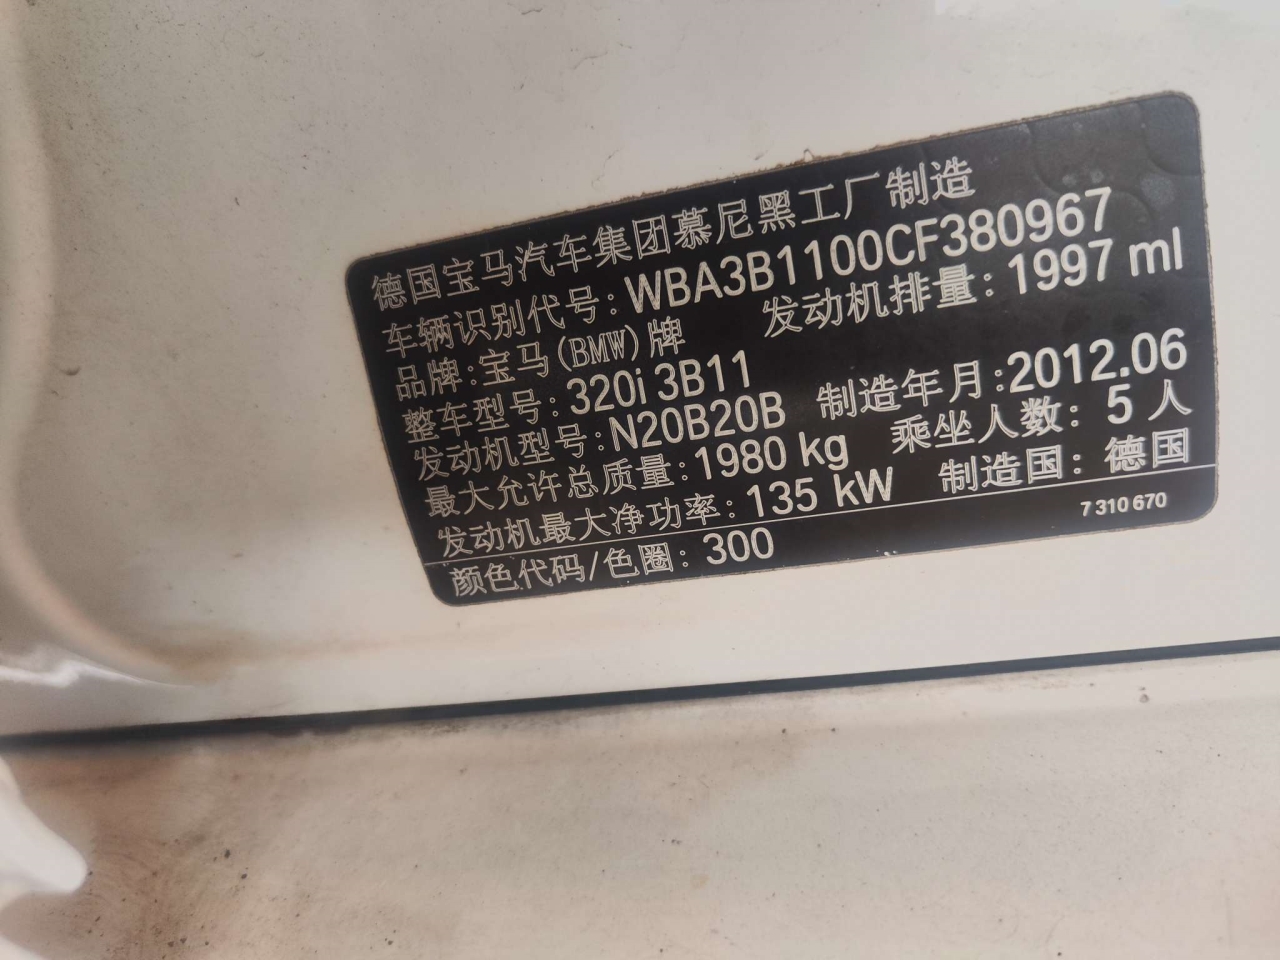 德国宝马汽车集团慕尼黑工厂制造
车辆识别代号: WBA3B1100CF380967
品牌:宝马(BMW)牌 发动机排量: 1997 ml
整车型号: 320i 3B11
发动机型号: N20B20B 制造年月:2012.06
最大允许总质量: 1980 kg 乘坐人数: 5 人
发动机最大净功率: 135 kW 制造国: 德国
颜色代码/色圈: 300 7 310 670